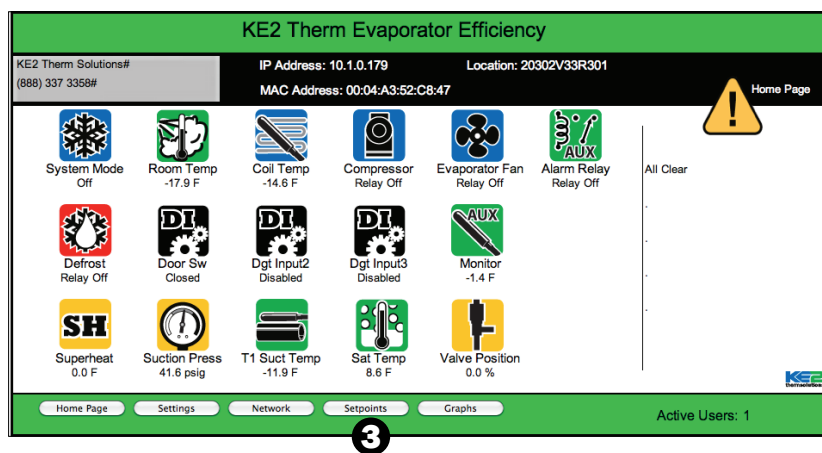 KE2 Therm Evaporator Efficiency
KE2 Therm Solutions#
(888) 337 3358#
IP Address: 10.1.0.179 Location: 20302V33R301
MAC Address: 00:04:A3:52:C8:47
Home Page
!
AUX
System Mode Room Temp Coil Temp Compressor Evaporator Fan Alarm Relay
Off -17.9 F -14.6 F Relay Off Relay Off Relay Off
All Clear
-
-
-
-
DI DI DI AUX
Defrost Door Sw Dgt Input2 Dgt Input3 Monitor
Relay Off Closed Disabled Disabled -1.4 F
SH
Superheat Suction Press T1 Suct Temp Sat Temp Valve Position
0.0 F 41.6 psig -11.9 F 8.6 F 0.0 %
KE2
thermsolutions
Home Page Settings Network Setpoints Graphs
Active Users: 1
3